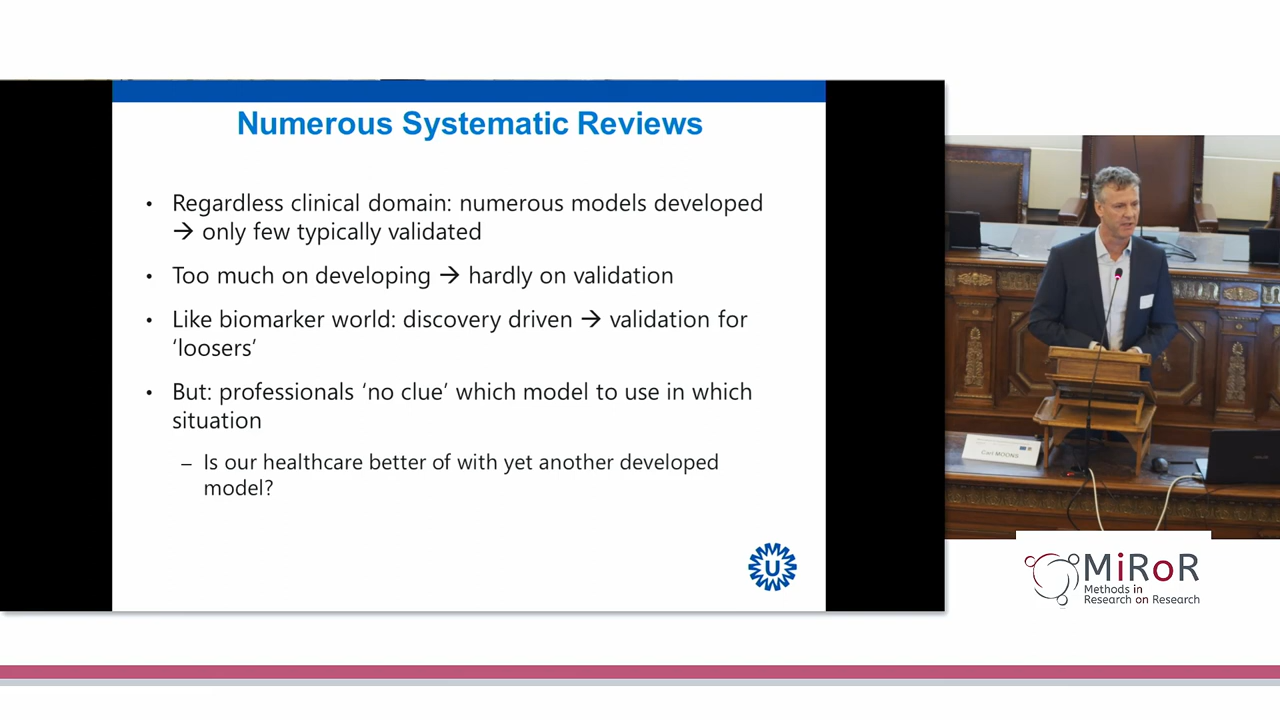 Numerous Systematic Reviews
• Regardless clinical domain: numerous models developed
→ only few typically validated
• Too much on developing → hardly on validation
• Like biomarker world: discovery driven → validation for
‘loosers’
• But: professionals ‘no clue’ which model to use in which
situation
– Is our healthcare better of with yet another developed
model?
U
Carl MOONS
MiRoR
Methods in
Research on Research